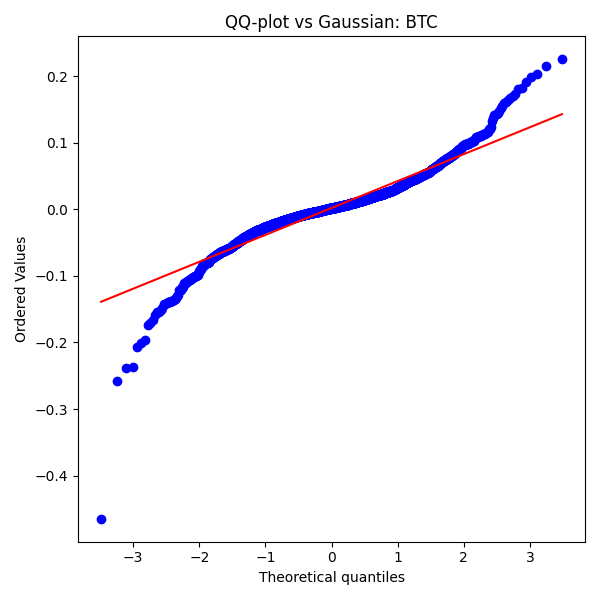 QQ-plot vs Gaussian: BTC
0.2
0.1
0.0
−0.1
−0.2
−0.3
−0.4
Ordered Values
−3 −2 −1 0 1 2 3
Theoretical quantiles